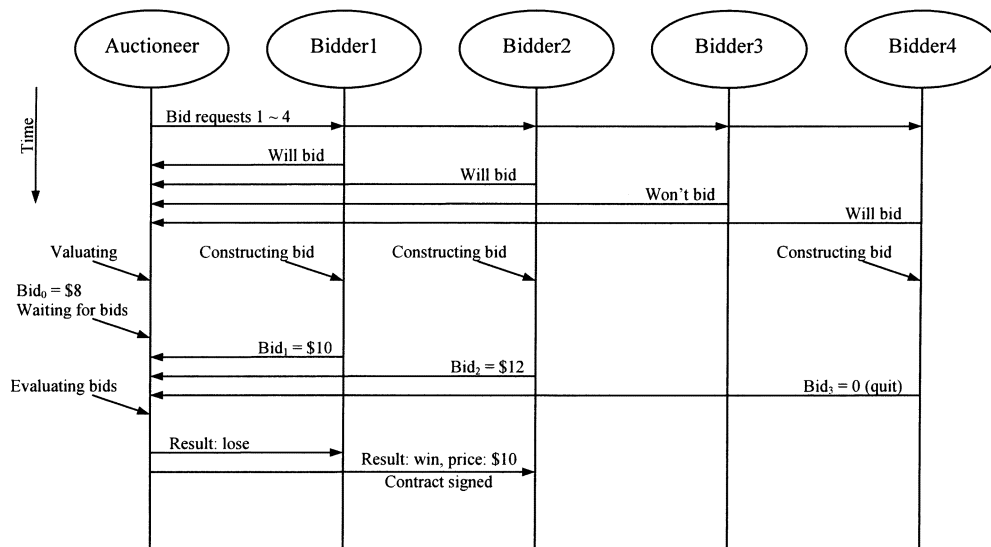 Auctioneer
Bidder1
Bidder2
Bidder3
Bidder4
Time
Bid requests 1 ~ 4
Will bid
Will bid
Won't bid
Will bid
Valuating
Constructing bid
Constructing bid
Constructing bid
Bid₀ = $8
Waiting for bids
Bid₁ = $10
Bid₂ = $12
Evaluating bids
Bid₃ = 0 (quit)
Result: lose
Result: win, price: $10
Contract signed